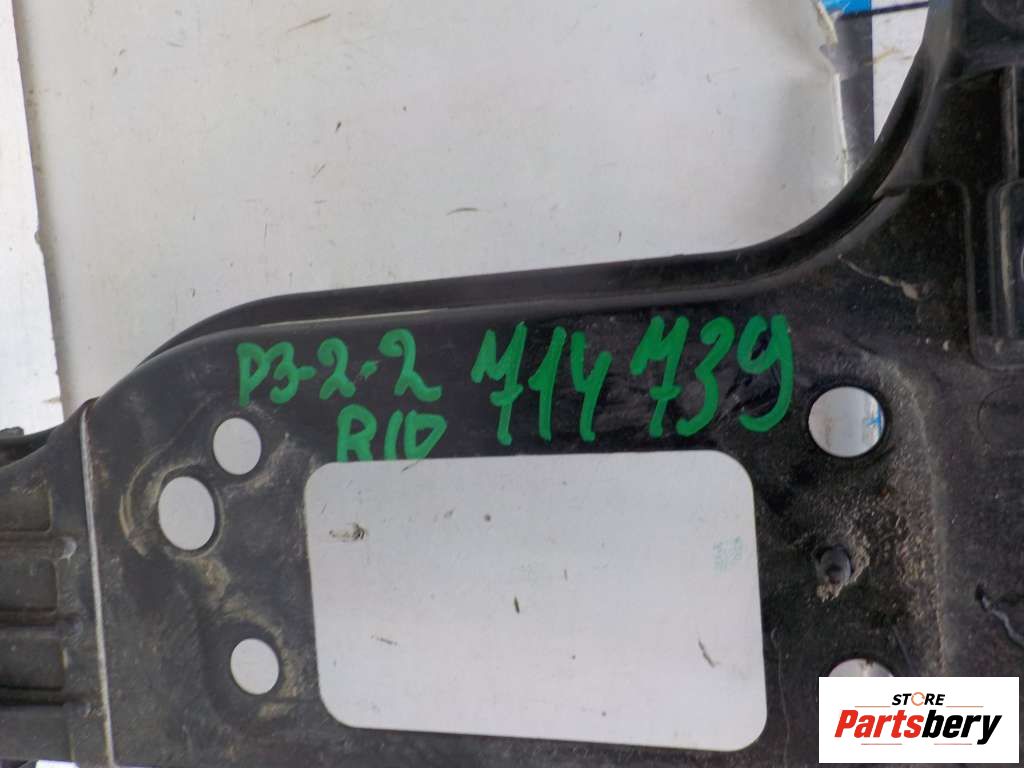 P3-2-2 714739
RIO
STORE
Partsbery